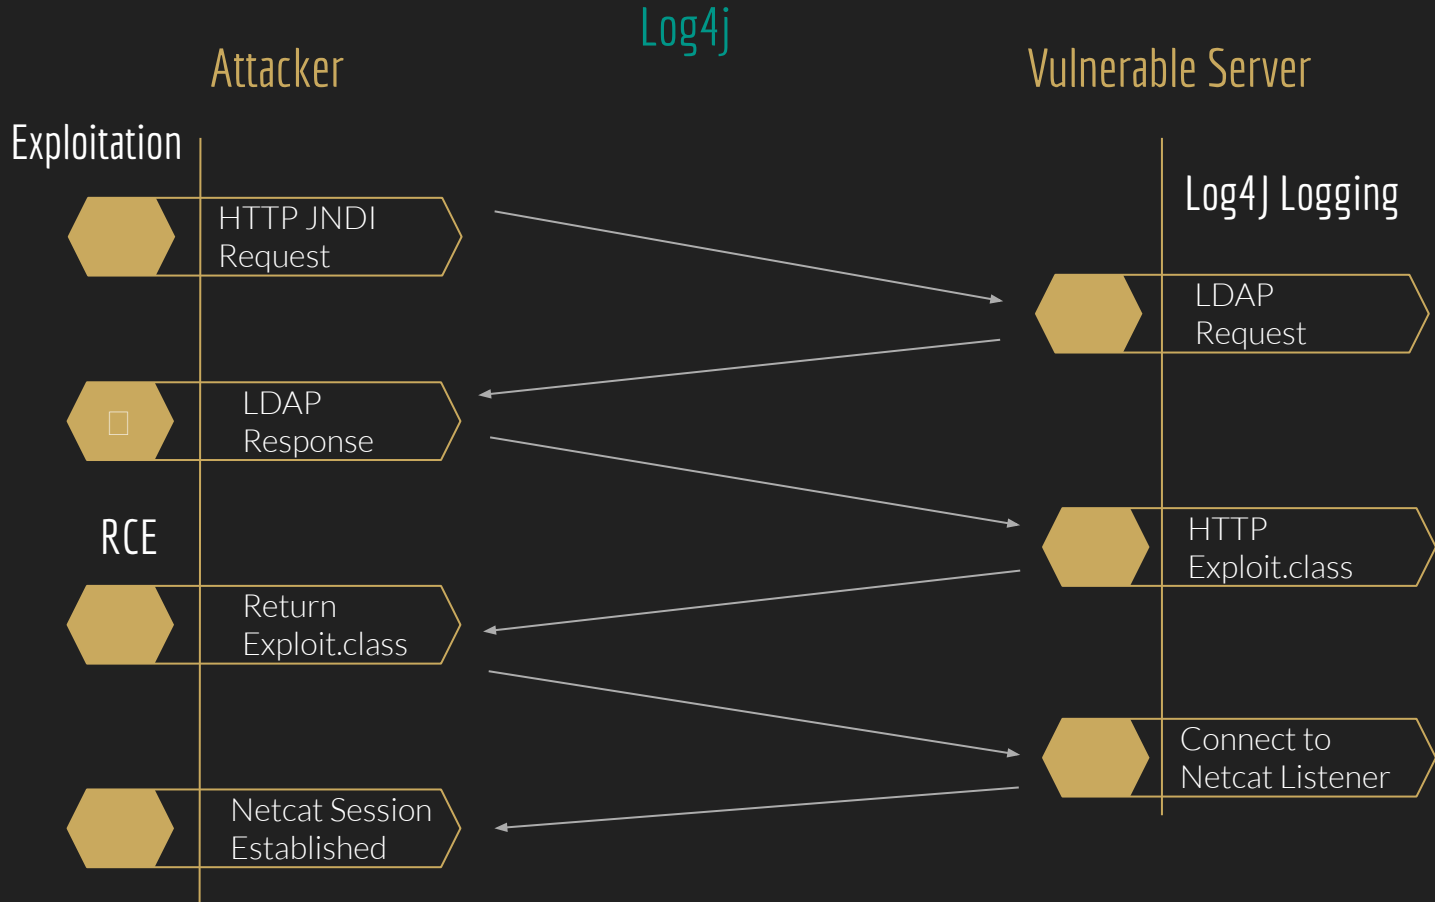 Log4j
Attacker
Vulnerable Server
Exploitation
Log4J Logging
HTTP JNDI
Request
LDAP
Request
LDAP
Response
RCE
HTTP
Exploit.class
Return
Exploit.class
Connect to
Netcat Listener
Netcat Session
Established